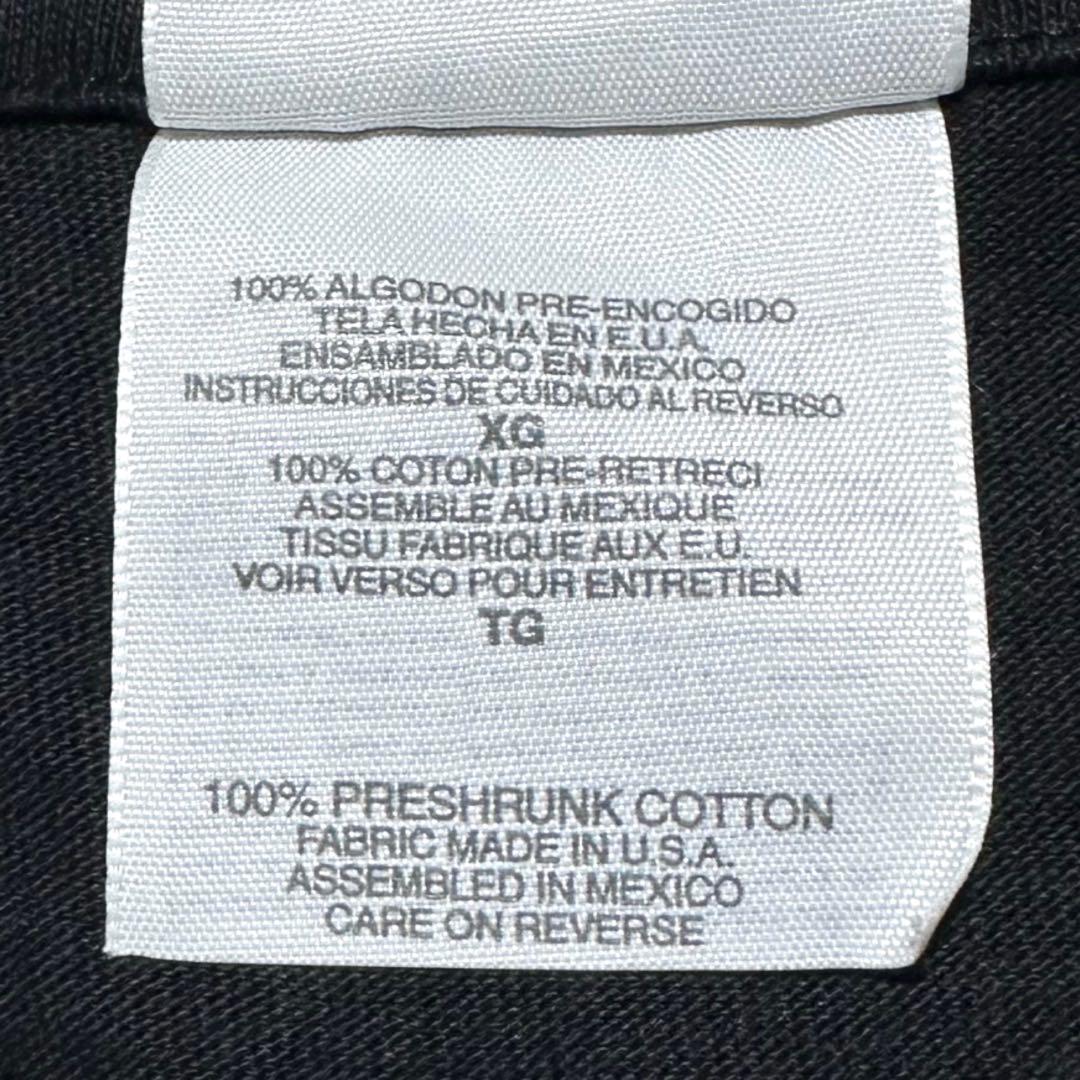 100% ALGODON PRE-ENCOGIDO
TELA HECHA EN E.U.A.
ENSAMBLADO EN MEXICO
INSTRUCCIONES DE CUIDADO AL REVERSO
XG
100% COTON PRE-RETRECI
ASSEMBLE AU MEXIQUE
TISSU FABRIQUE AUX E.U.
VOIR VERSO POUR ENTRETIEN
TG
100% PRESHRUNK COTTON
FABRIC MADE IN U.S.A.
ASSEMBLED IN MEXICO
CARE ON REVERSE